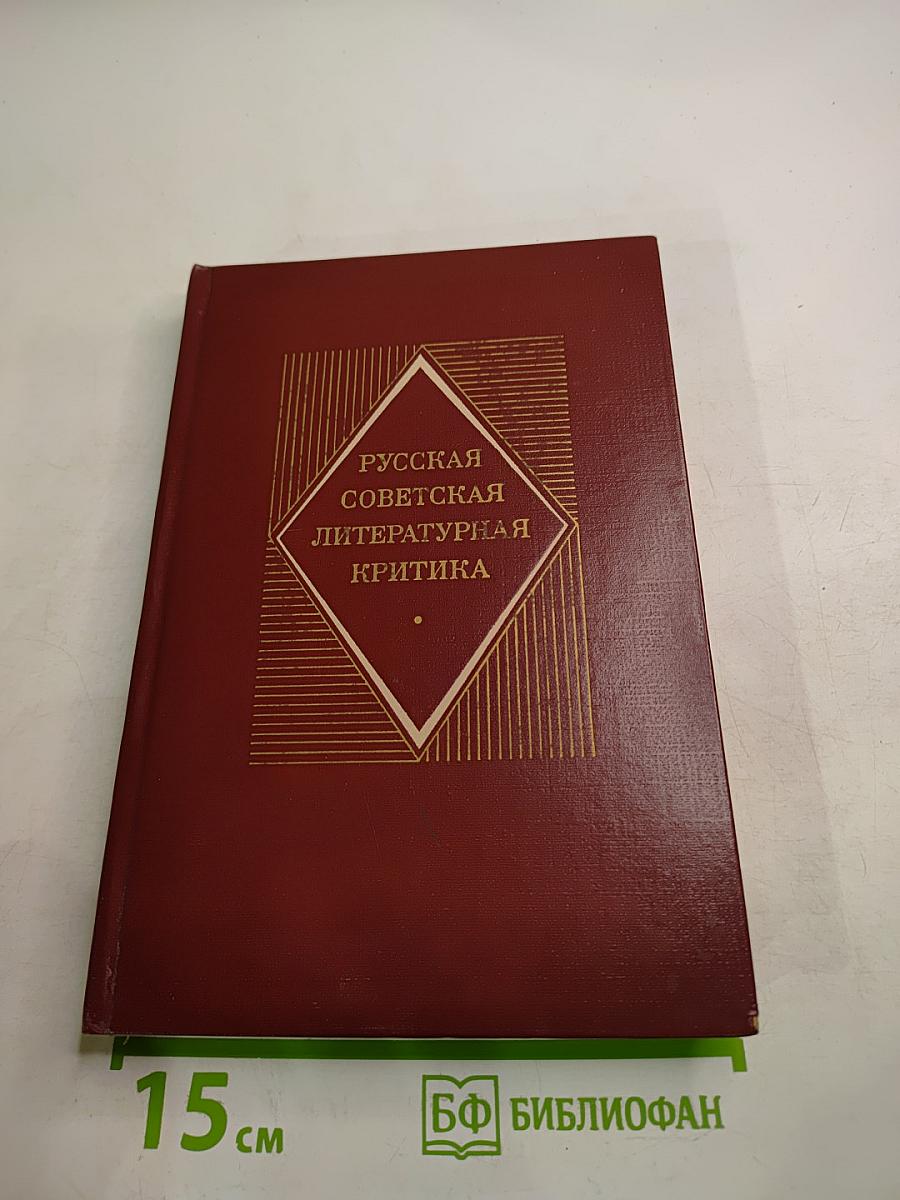 РУССКАЯ
СОВЕТСКАЯ
ЛИТЕРАТУРНАЯ
КРИТИКА
15 см
БФ БИБЛИОФАН